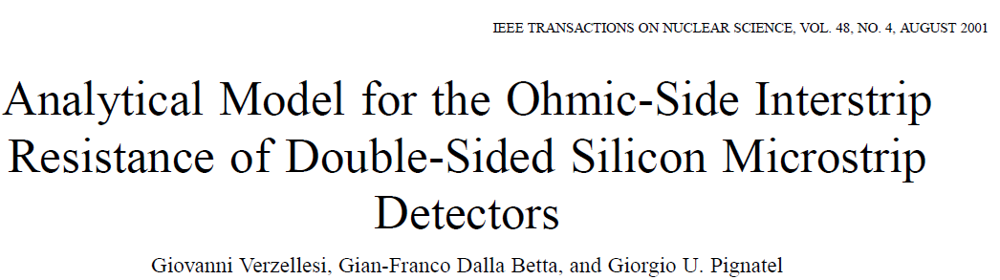 IEEE TRANSACTIONS ON NUCLEAR SCIENCE, VOL. 48, NO. 4, AUGUST 2001
Analytical Model for the Ohmic-Side Interstrip
Resistance of Double-Sided Silicon Microstrip
Detectors
Giovanni Verzellesi, Gian-Franco Dalla Betta, and Giorgio U. Pignatel